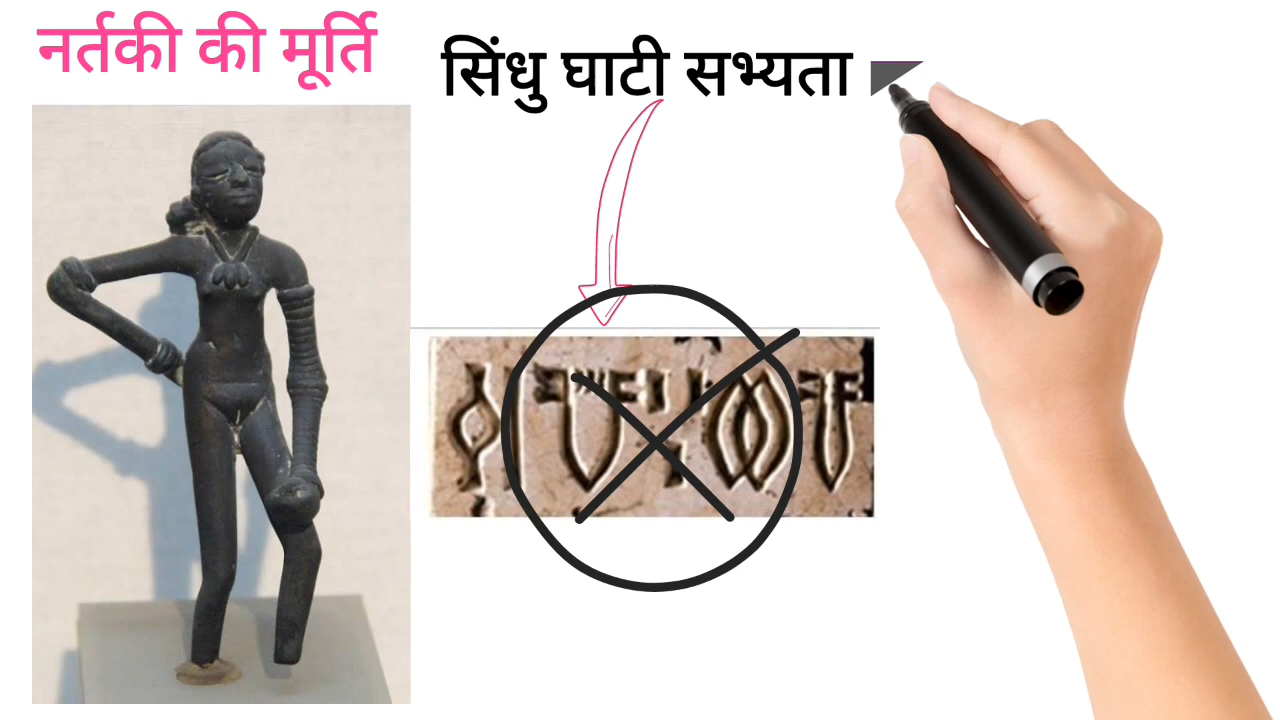 नर्तकी की मूर्ति
सिंधु घाटी सभ्यता